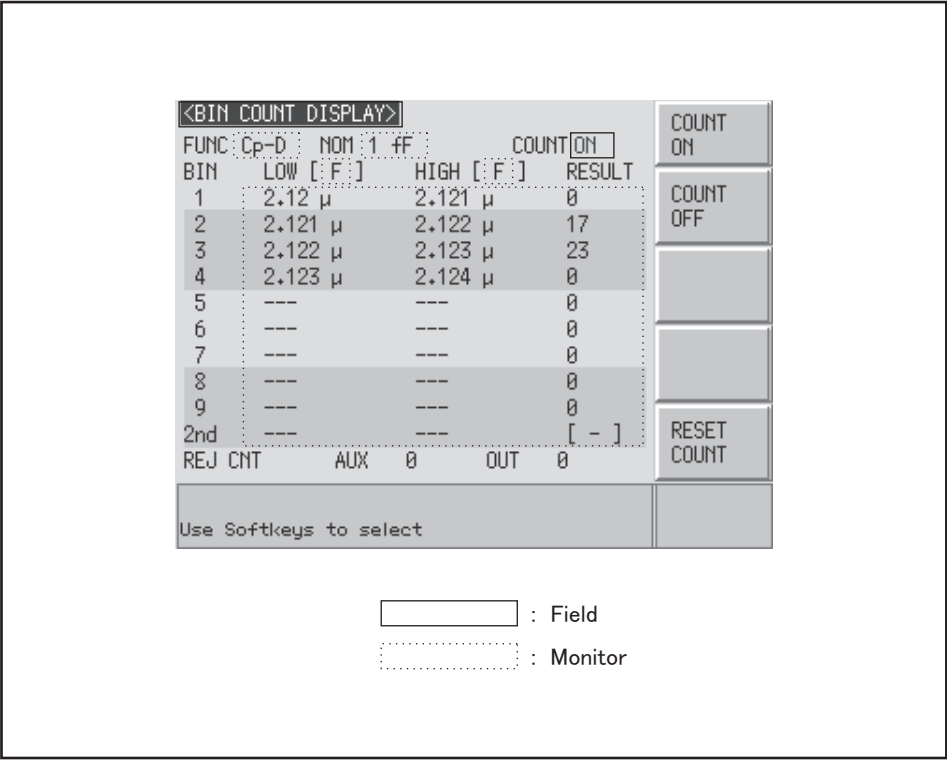 <BIN COUNT DISPLAY>
FUNC Cp-D NOM 1 fF COUNT ON
BIN LOW [ F ] HIGH [ F ] RESULT
1 2.12 μ 2.121 μ 0
2 2.121 μ 2.122 μ 17
3 2.122 μ 2.123 μ 23
4 2.123 μ 2.124 μ 0
5 --- --- 0
6 --- --- 0
7 --- --- 0
8 --- --- 0
9 --- --- 0
2nd --- --- [ - ]
REJ CNT AUX 0 OUT 0
Use Softkeys to select
COUNT
ON
COUNT
OFF
RESET
COUNT
: Field
: Monitor